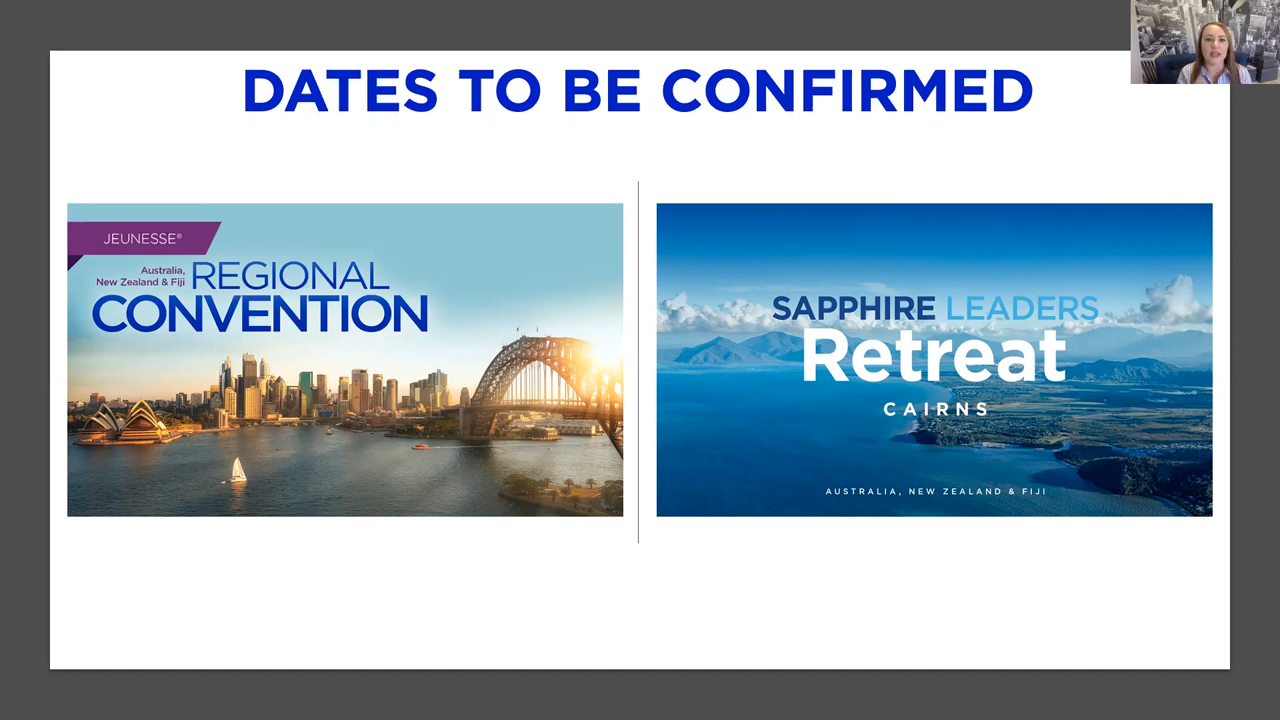 DATES TO BE CONFIRMED
JEUNESSE®
Australia,
New Zealand & Fiji
REGIONAL
CONVENTION
SAPPHIRE LEADERS
Retreat
CAIRNS
AUSTRALIA, NEW ZEALAND & FIJI